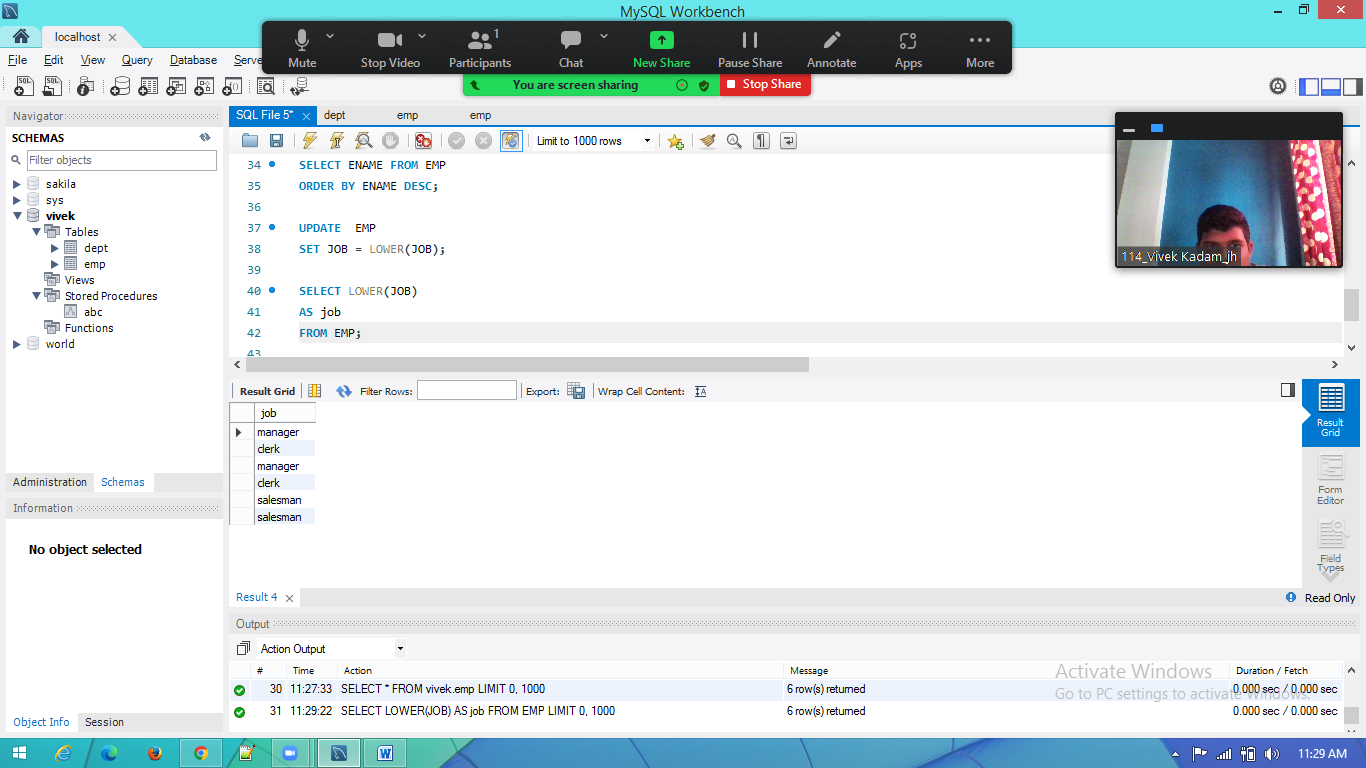 MySQL Workbench
localhost
File Edit View Query Database Serve
Mute Stop Video Participants 1 Chat New Share Pause Share Annotate Apps More
You are screen sharing Stop Share
Navigator
SCHEMAS
Filter objects
sakila
sys
vivek
Tables
dept
emp
Views
Stored Procedures
abc
Functions
world
Administration Schemas
Information
No object selected
Object Info Session
SQL File 5* dept emp emp
Limit to 1000 rows
34 SELECT ENAME FROM EMP
35 ORDER BY ENAME DESC;
36
37 UPDATE EMP
38 SET JOB = LOWER(JOB);
39
40 SELECT LOWER(JOB)
41 AS job
42 FROM EMP;
43
114_Vivek Kadam_jh
Result Grid Filter Rows: Export: Wrap Cell Content:
job
manager
clerk
manager
clerk
salesman
salesman
Result Grid
Form Editor
Field Types
Result 4 Read Only
Output
Action Output
# Time Action Message Duration / Fetch
30 11:27:33 SELECT * FROM vivek.emp LIMIT 0, 1000 6 row(s) returned 0.000 sec / 0.000 sec
31 11:29:22 SELECT LOWER(JOB) AS job FROM EMP LIMIT 0, 1000 6 row(s) returned 0.000 sec / 0.000 sec
Activate Windows
Go to PC settings to activate Windows.
11:29 AM